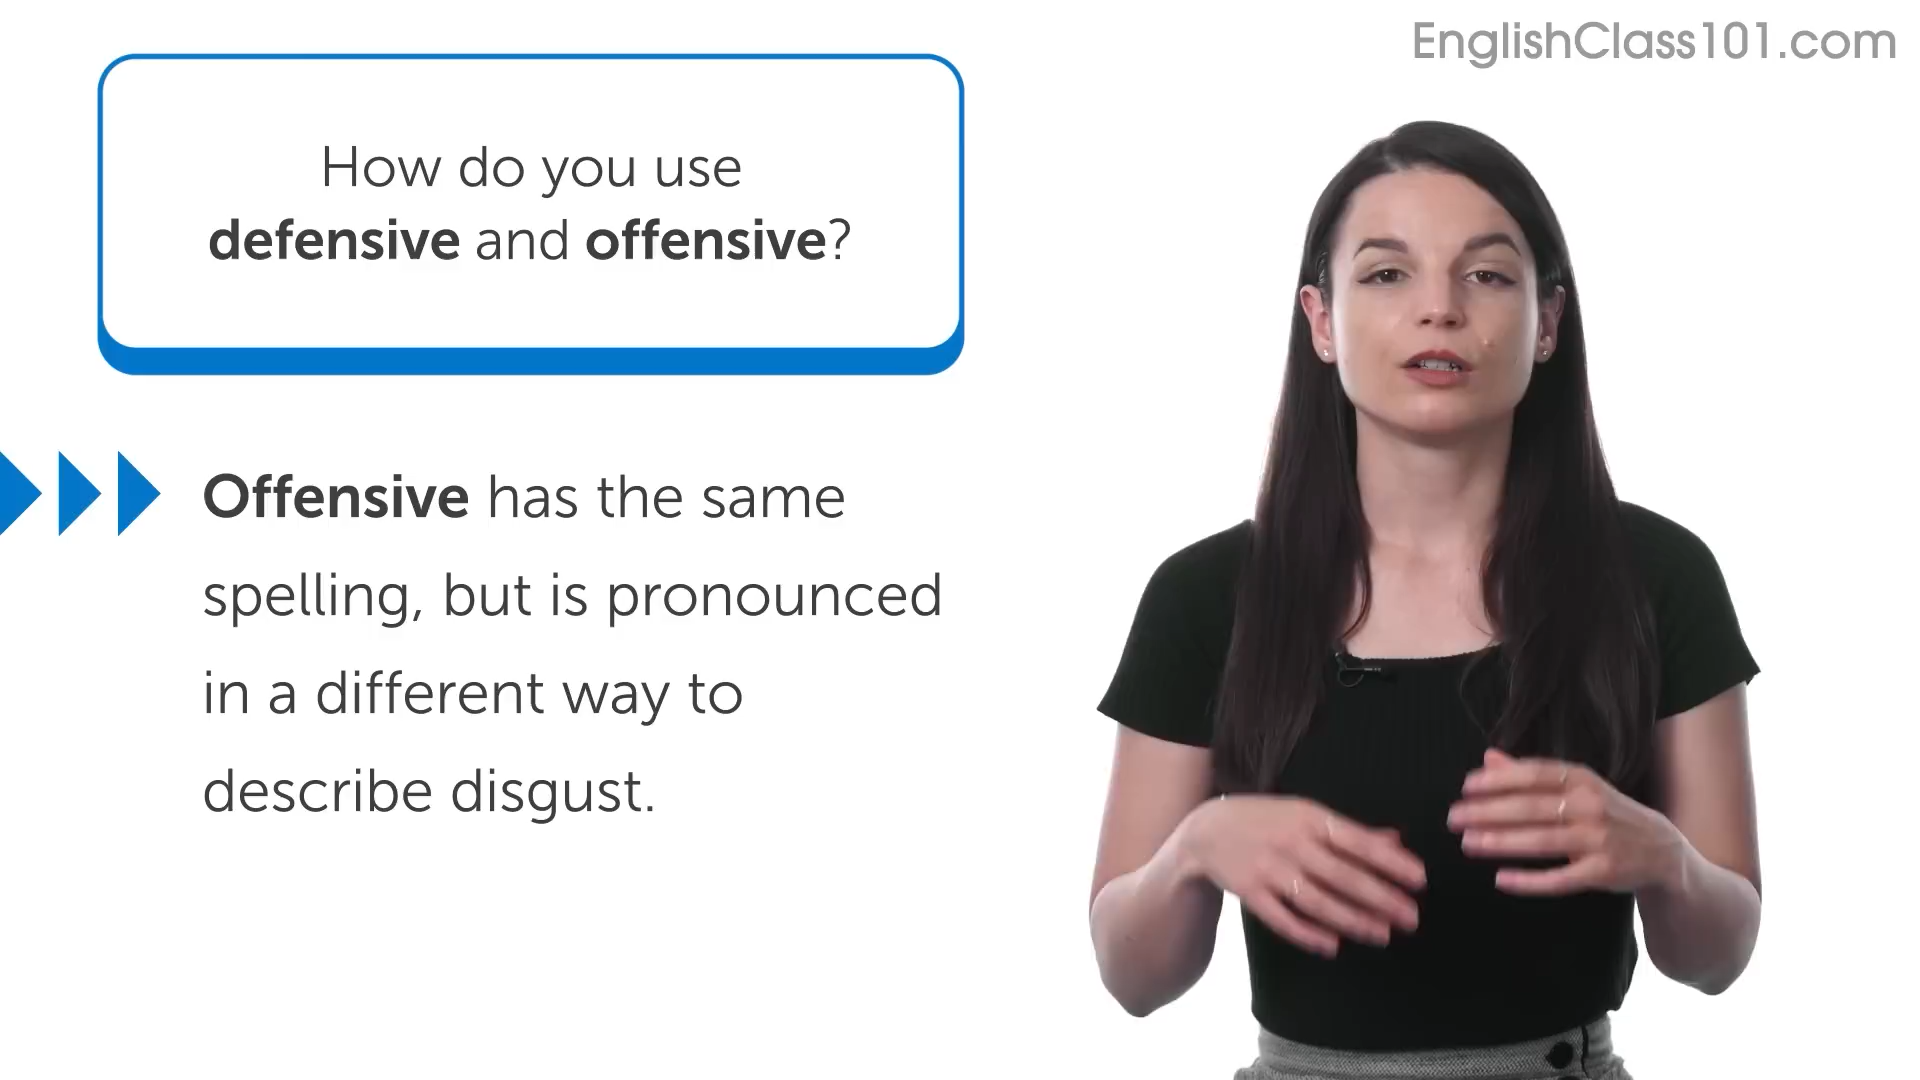 EnglishClass101.com
How do you use
defensive and offensive?
Offensive has the same
spelling, but is pronounced
in a different way to
describe disgust.